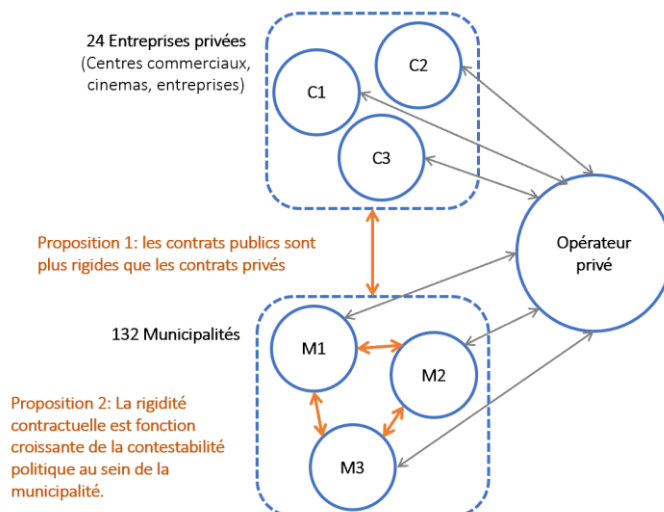 24 Entreprises privées
(Centres commerciaux,
cinemas, entreprises)
C1
C2
C3
Proposition 1: les contrats publics sont
plus rigides que les contrats privés
Opérateur
privé
132 Municipalités
M1
M2
M3
Proposition 2: La rigidité
contractuelle est fonction
croissante de la contestabilité
politique au sein de la
municipalité.